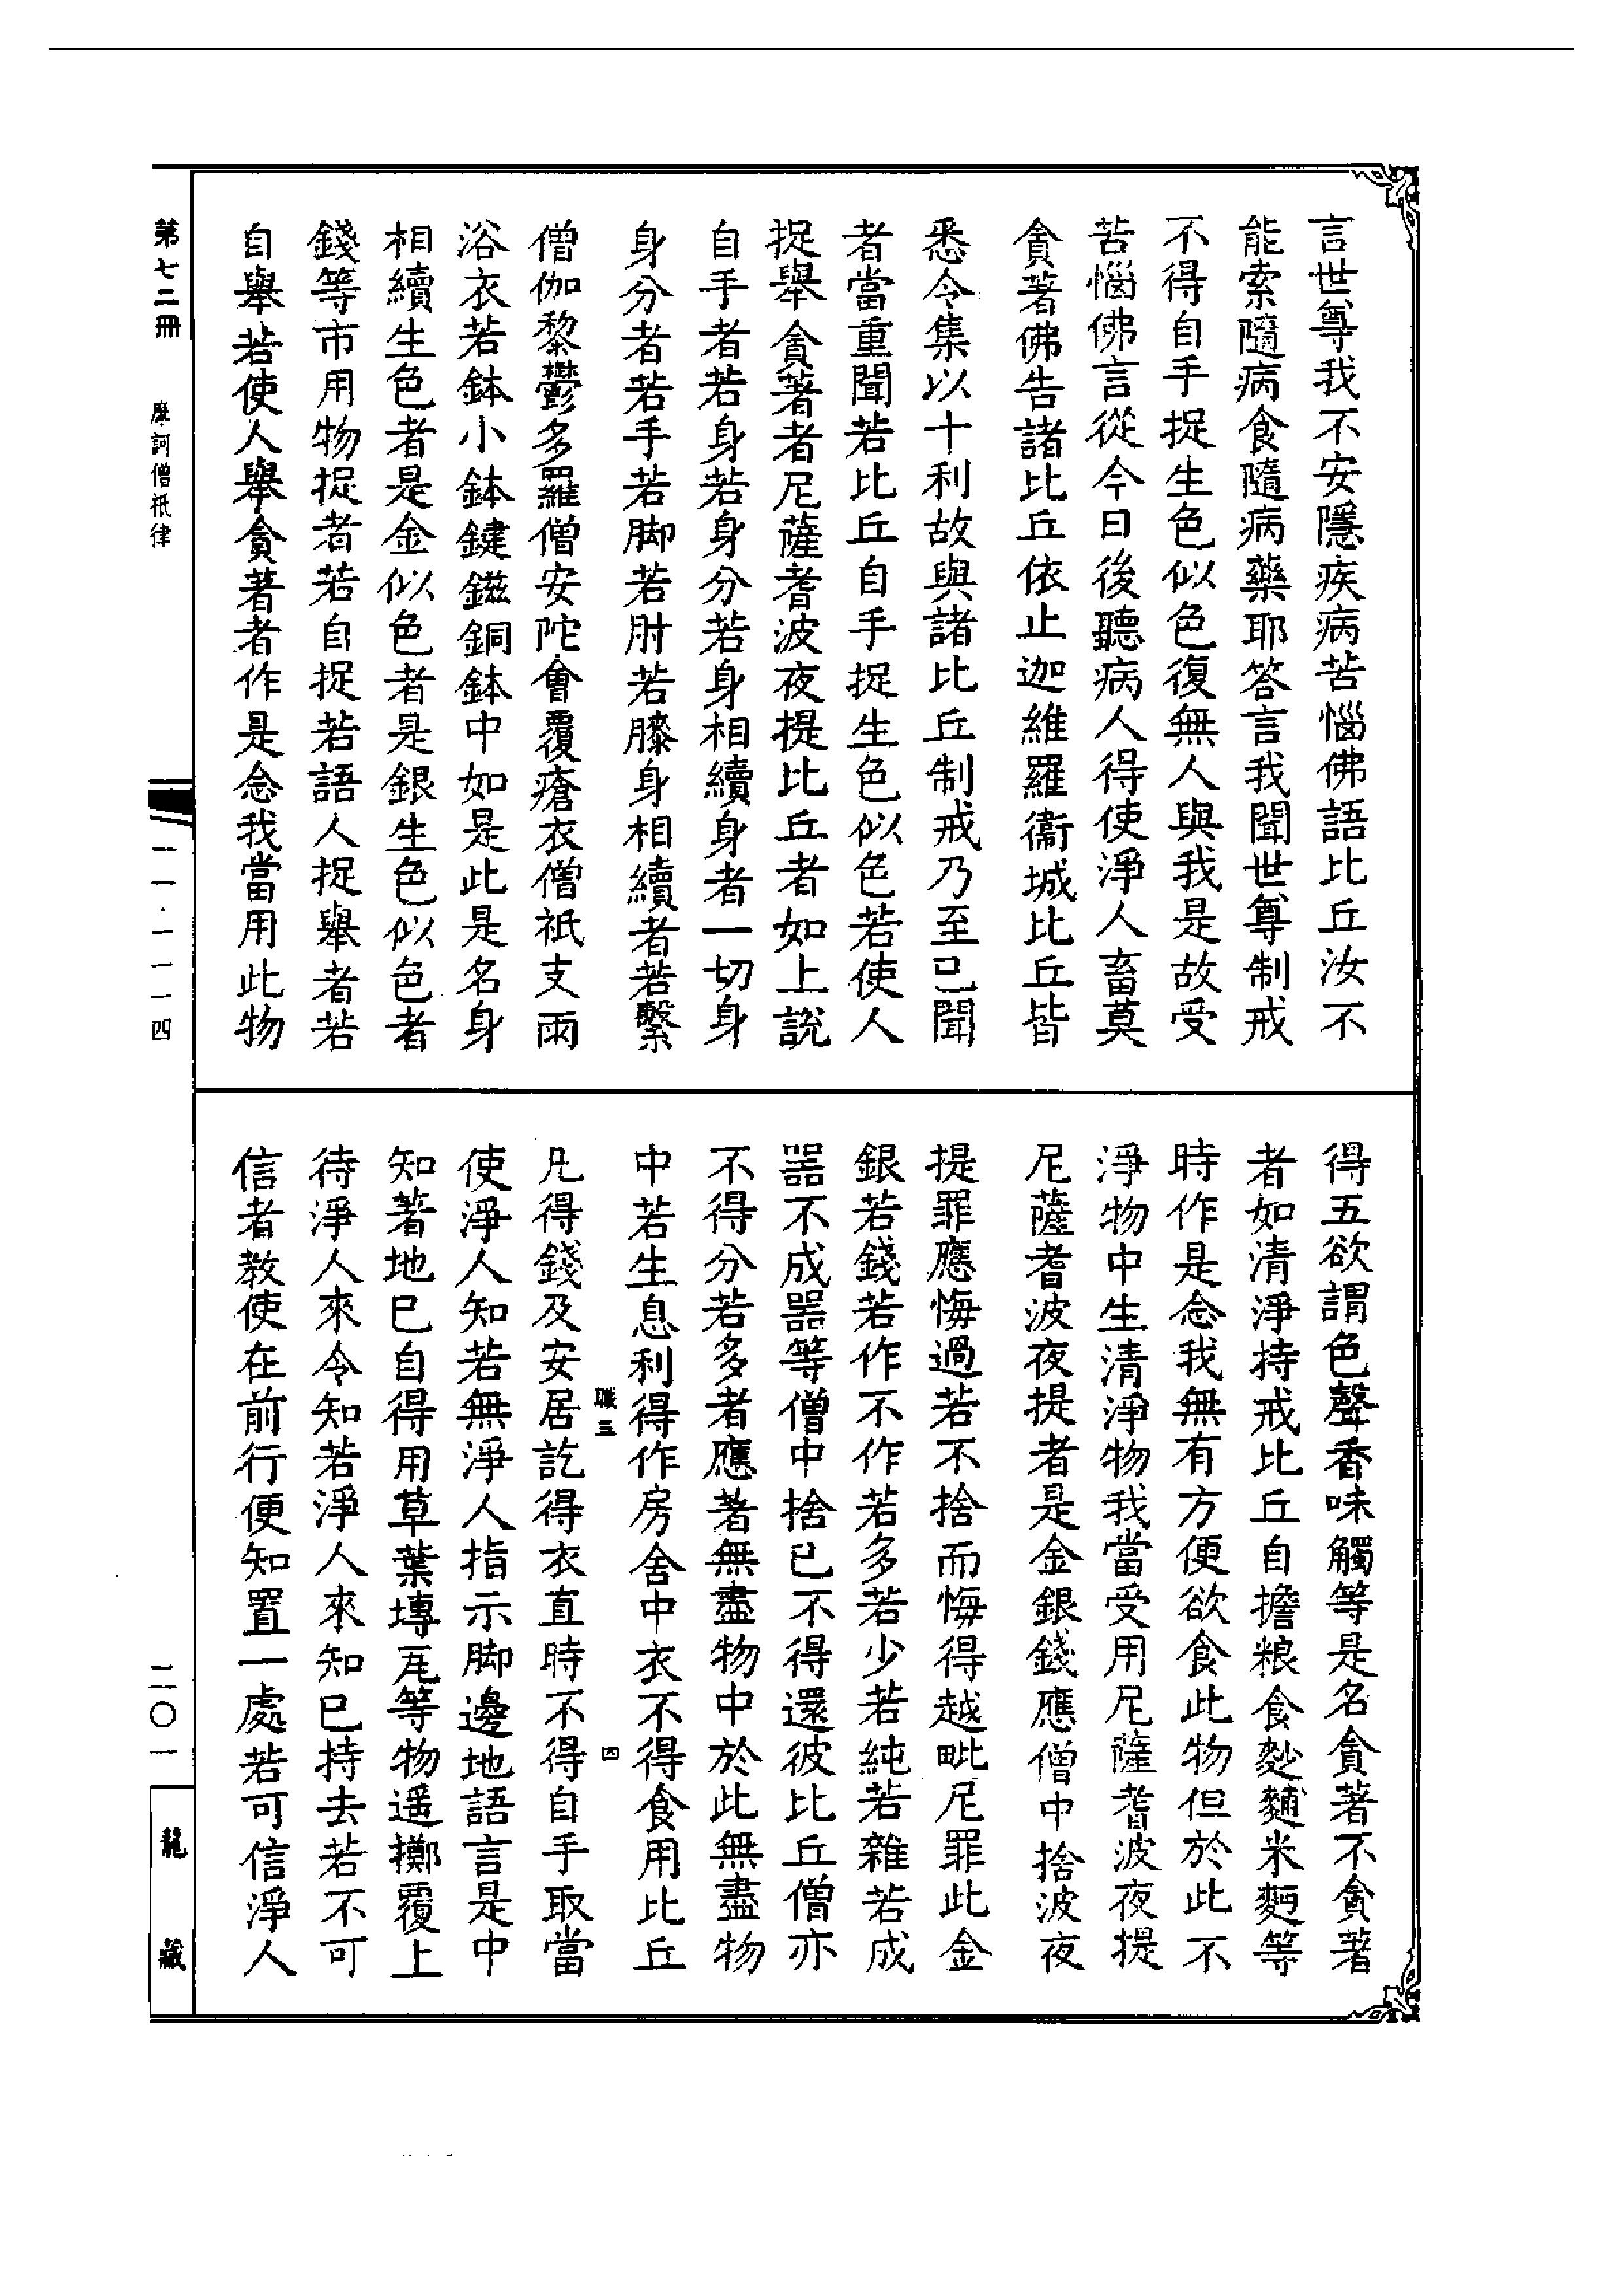 言世尊我不安隱疾病苦惱佛語比丘汝不
能索隨病食隨病藥耶答言我聞世尊制戒
不得自手捉生色似色復無人與我是故受
苦惱佛言從今日後聽病人得使淨人畜莫
貪著佛告諸比丘依止迦維羅衞城比丘皆
悉令集以十利故與諸比丘制戒乃至已聞
者當重聞若比丘自手捉生色似色若使人
捉舉貪著者尼薩耆波夜提比丘者如上說
自手者若身若身分若身相續身者一切身
身分者若手若脚若肘若膝身相續者若繫
僧伽黎鬱多羅僧安陀會覆瘡衣僧祇支雨
浴衣若鉢小鉢鍵鎡銅鉢中如是此是名身
相續生色者是金似色者是銀生色似色者
錢等市用物捉者若自捉若語人捉舉者若
自舉若使人舉貪著者作是念我當用此物
得五欲謂色聲香味觸等是名貪著不貪著
者如清淨持戒比丘自擔粮食麨䴺米麪等
時作是念我無有方便欲食此物但於此不
淨物中生清淨物我當受用尼薩耆波夜提
尼薩耆波夜提者是金銀錢應僧中捨波夜
提罪應悔過若不捨而悔得越毗尼罪此金
銀若錢若作不作若多若少若純若雜若成
器不成器等僧中捨已不得還彼比丘僧亦
不得分若多者應著無盡物中於此無盡物
中若生息利得作房舍中衣不得食用比丘
職三
四
凡得錢及安居訖得衣直時不得自手取當
使淨人知若無淨人指示脚邊地語言是中
知著地已自得用草葉塼瓦等物遥擲覆上
待淨人來令知若淨人來知已持去若不可
信者教使在前行便知置一處若可信淨人
第七二冊
摩訶僧祇律
一一·一一一四
二〇一
龍藏